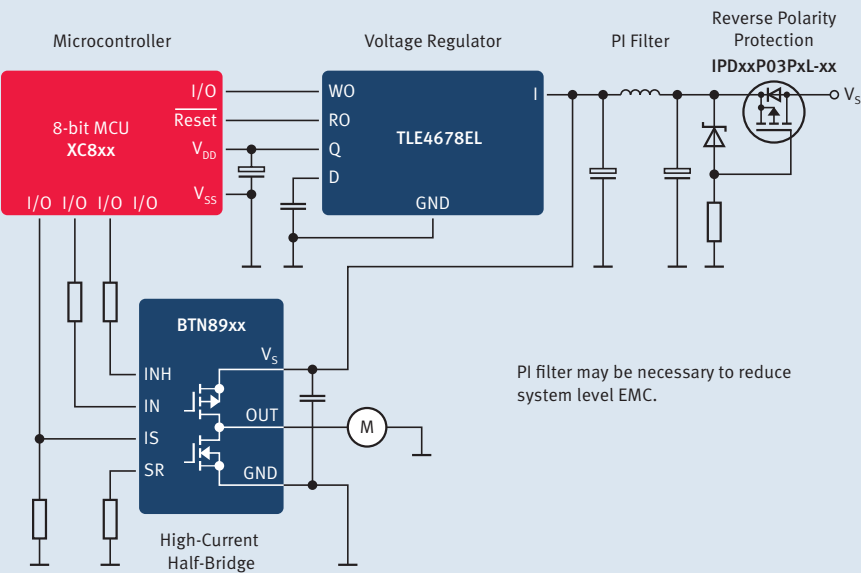 Microcontroller
Voltage Regulator
PI Filter
Reverse Polarity
Protection
IPDxxP03PxL-xx
8-bit MCU
XC8xx
I/O
Reset
VDD
VSS
I/O I/O I/O I/O
WO
RO
Q
D
TLE4678EL
I
GND
VS
BTN89xx
INH
IN
IS
SR
VS
OUT
GND
M
High-Current
Half-Bridge
PI filter may be necessary to reduce
system level EMC.